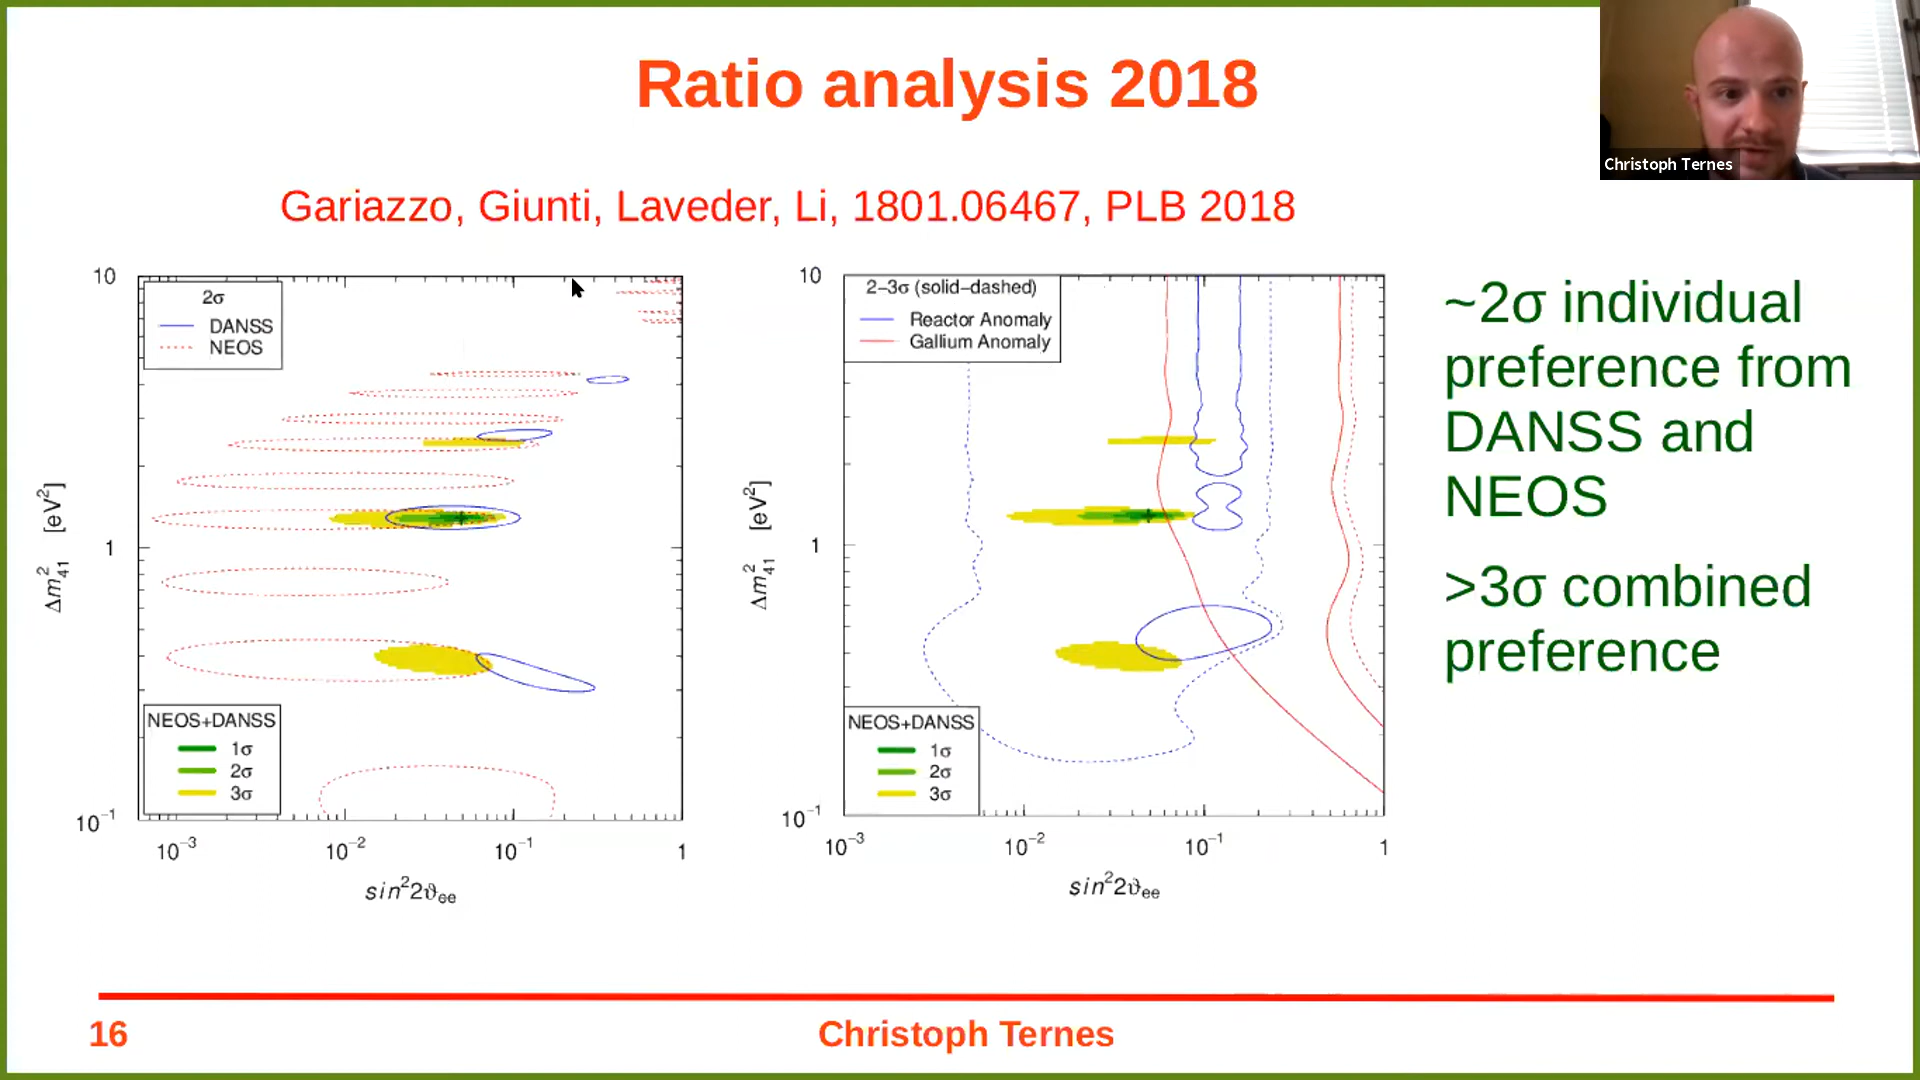 Ratio analysis 2018
Christoph Ternes
Gariazzo, Giunti, Laveder, Li, 1801.06467, PLB 2018
10
2σ
DANSS
NEOS
1
Δm²₄₁ [eV²]
NEOS+DANSS
1σ
2σ
3σ
10⁻¹
10⁻³ 10⁻² 10⁻¹ 1
sin²2ϑₑₑ
10
2−3σ (solid−dashed)
Reactor Anomaly
Gallium Anomaly
1
Δm²₄₁ [eV²]
NEOS+DANSS
1σ
2σ
3σ
10⁻¹
10⁻³ 10⁻² 10⁻¹ 1
sin²2ϑₑₑ
~2σ individual
preference from
DANSS and
NEOS
>3σ combined
preference
16
Christoph Ternes